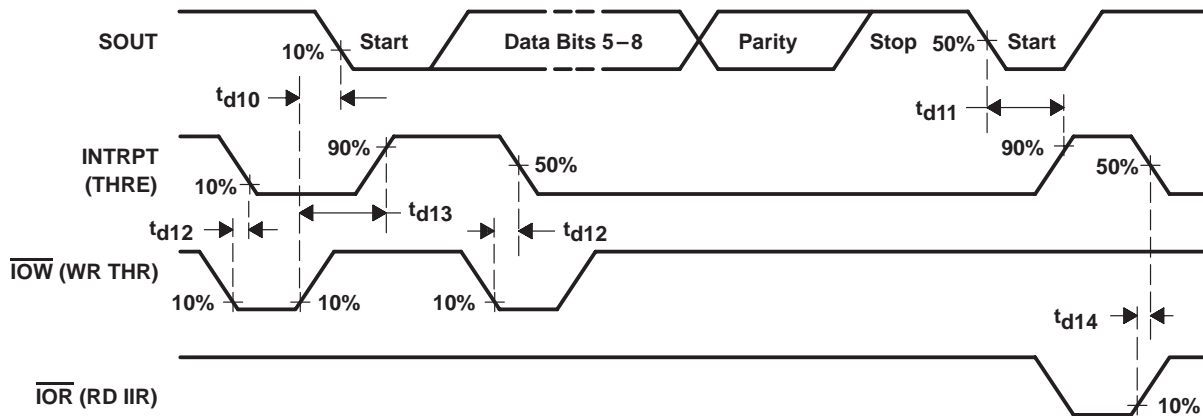 SOUT
10%
Start
Data Bits 5–8
Parity
Stop
50%
Start
td10
td11
INTRPT
(THRE)
10%
90%
50%
90%
50%
td12
td13
td12
IOW (WR THR)
10%
10%
10%
td14
IOR (RD IIR)
10%